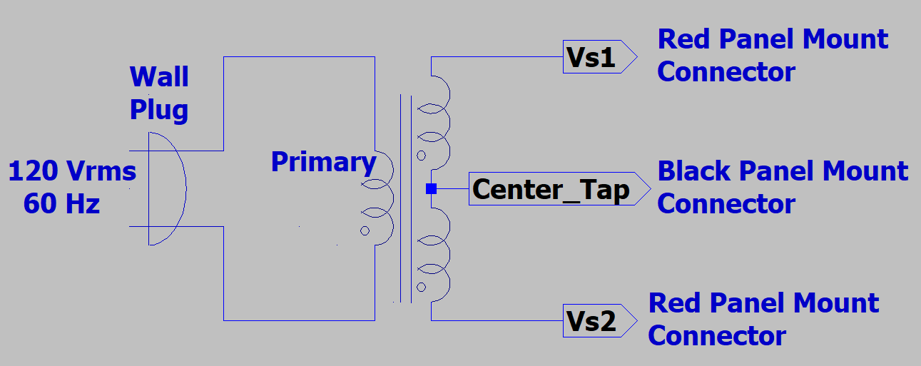 Vs1
Red Panel Mount
Connector
Wall
Plug
120 Vrms
60 Hz
Primary
Center_Tap
Black Panel Mount
Connector
Vs2
Red Panel Mount
Connector